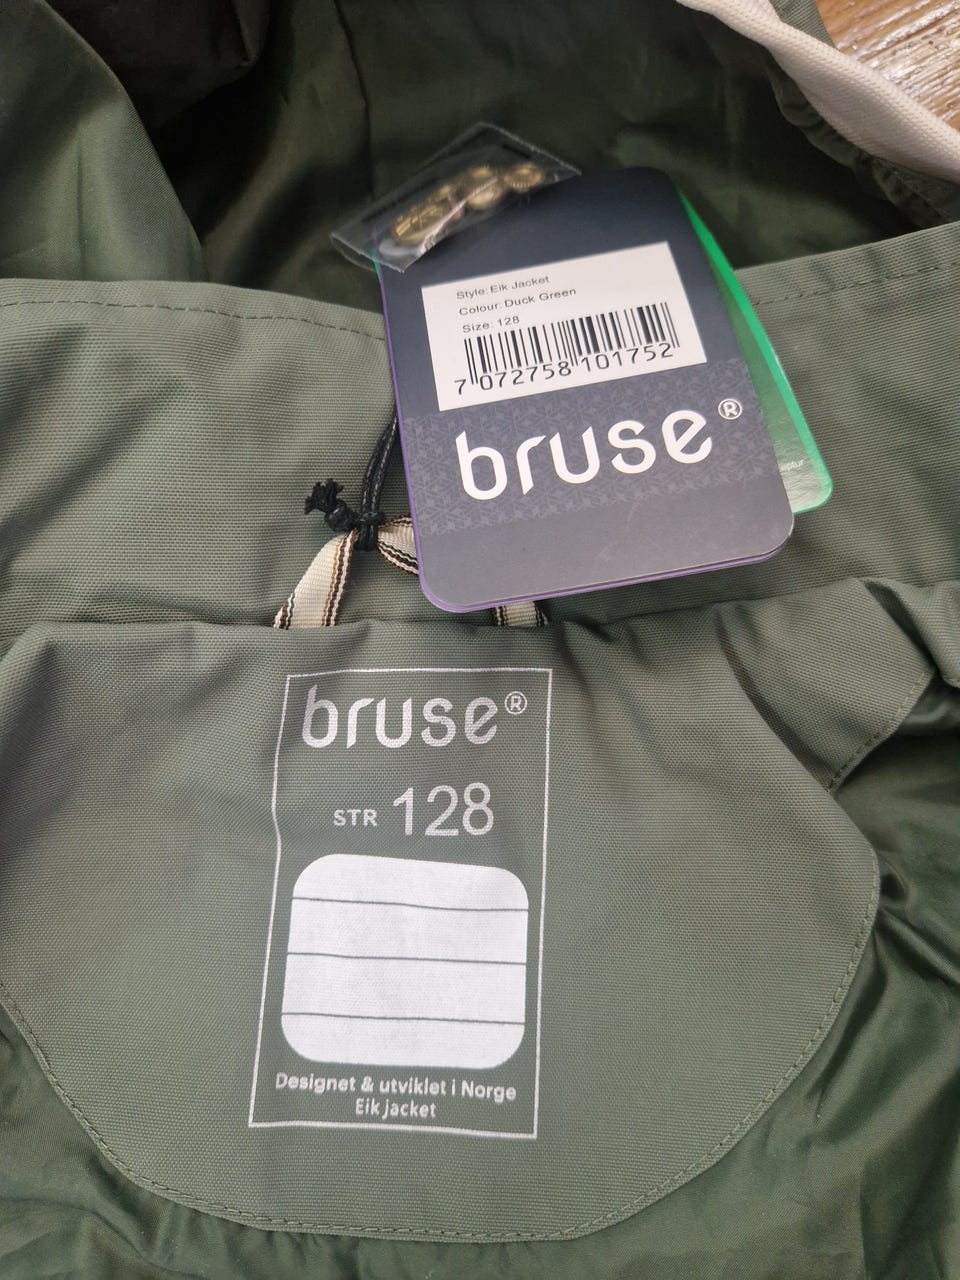 Style: Eik Jacket
Colour: Duck Green
Size: 128
7 072758 101752
bruse®
bruse®
STR 128
Designet & utviklet i Norge
Eik jacket